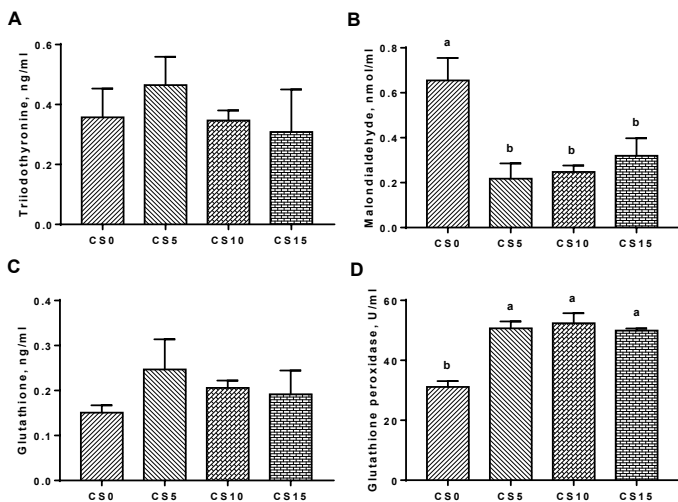 A
Triiodothyronine, ng/ml
0.6
0.4
0.2
0.0
CS0 CS5 CS10 CS15
B
Malondialdehyde, nmol/ml
0.8
0.6
0.4
0.2
0.0
a
b
b
b
CS0 CS5 CS10 CS15
C
Glutathione, ng/ml
0.4
0.3
0.2
0.1
0.0
CS0 CS5 CS10 CS15
D
Glutathione peroxidase, U/ml
60
40
20
0
b
a
a
a
CS0 CS5 CS10 CS15